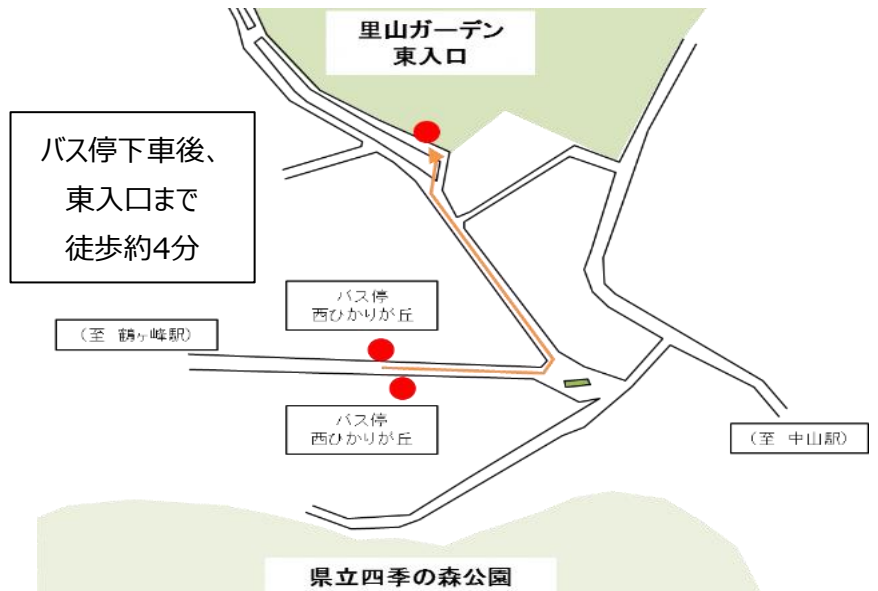 里山ガーデン
東入口
バス停下車後、
東入口まで
徒歩約4分
バス停
西ひかりが丘
（至 鶴ヶ峰駅）
バス停
西ひかりが丘
（至 中山駅）
県立四季の森公園